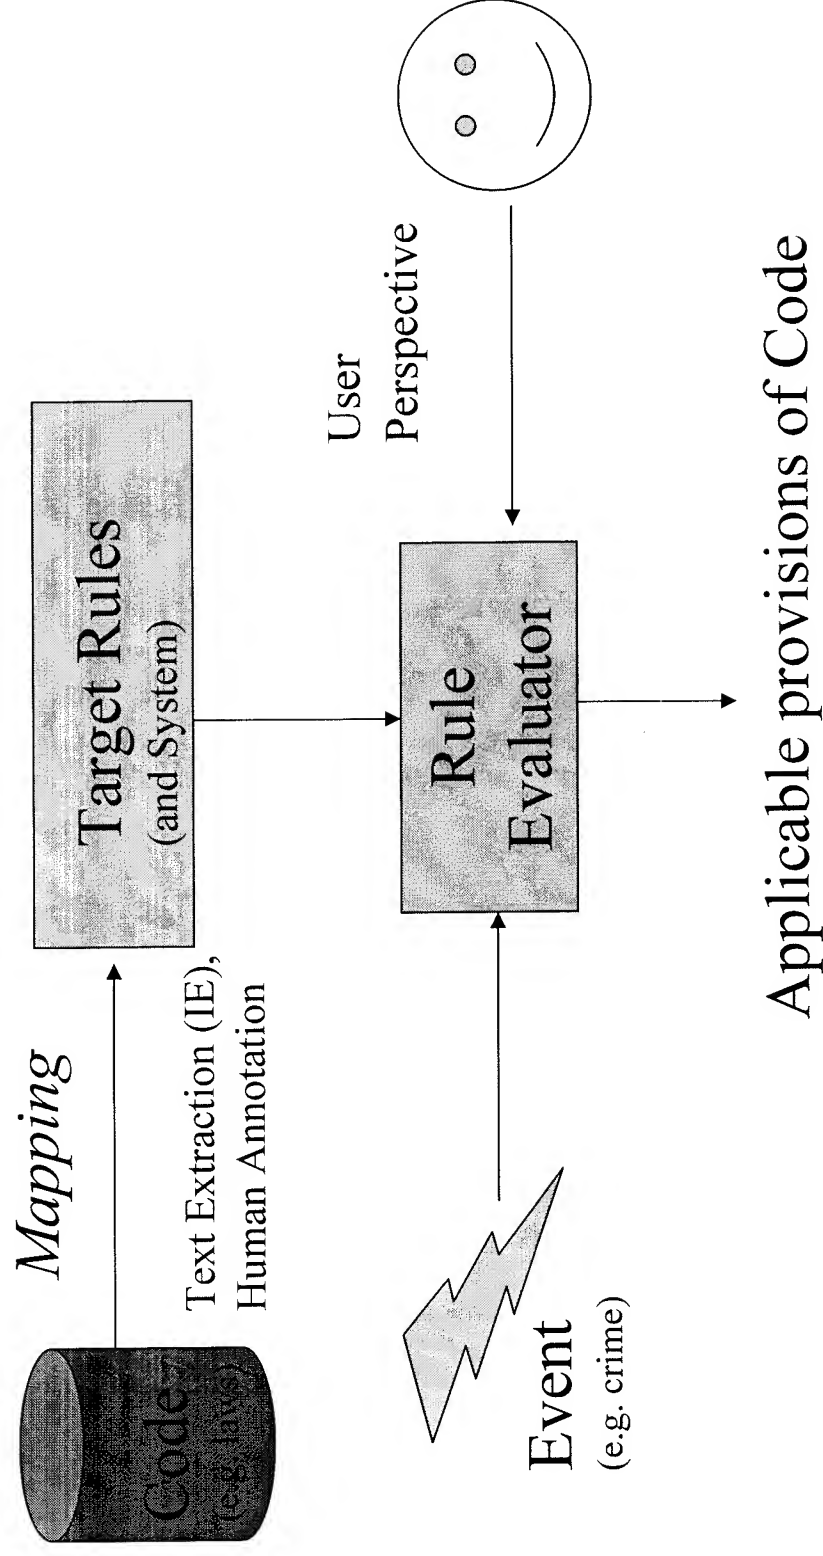 Mapping
Code
(e.g. laws)
Text Extraction (IE),
Human Annotation
Target Rules
(and System)
User
Perspective
Rule
Evaluator
Event
(e.g. crime)
Applicable provisions of Code